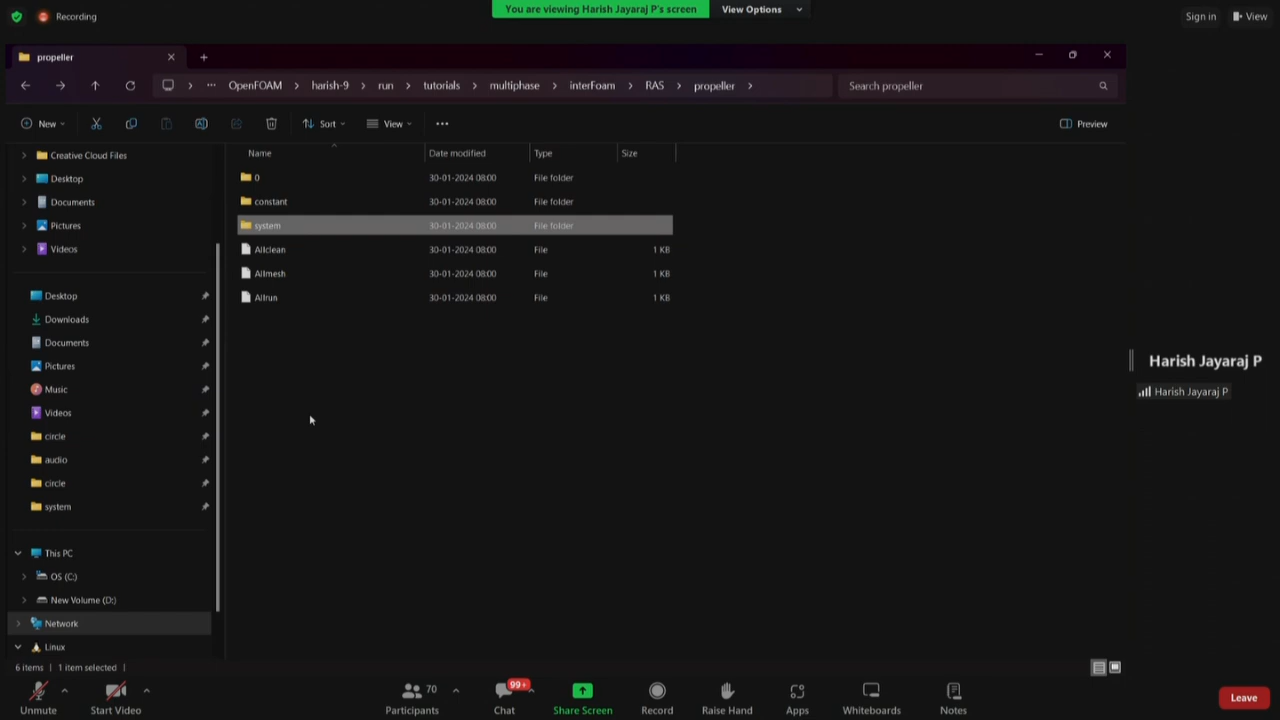 Recording
You are viewing Harish Jayaraj P's screen
View Options
Sign in
View
propeller
OpenFOAM > harish-9 > run > tutorials > multiphase > interFoam > RAS > propeller >
Search propeller
New
Sort
View
Preview
Creative Cloud Files
Desktop
Documents
Pictures
Videos
Desktop
Downloads
Documents
Pictures
Music
Videos
circle
audio
circle
system
This PC
OS (C:)
New Volume (D:)
Network
Linux
Name Date modified Type Size
0 30-01-2024 08:00 File folder
constant 30-01-2024 08:00 File folder
system 30-01-2024 08:00 File folder
Allclean 30-01-2024 08:00 File 1 KB
Allmesh 30-01-2024 08:00 File 1 KB
Allrun 30-01-2024 08:00 File 1 KB
Harish Jayaraj P
Harish Jayaraj P
6 items | 1 item selected |
Unmute
Start Video
70
Participants
99+
Chat
Share Screen
Record
Raise Hand
Apps
Whiteboards
Notes
Leave